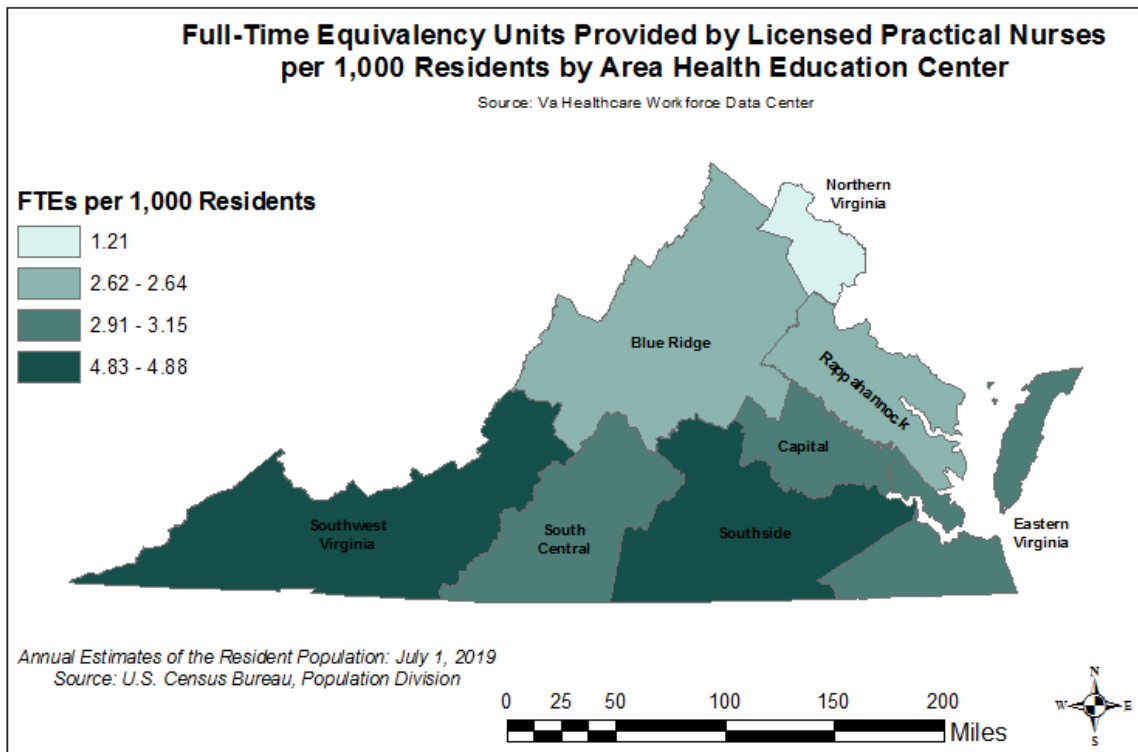 Full-Time Equivalency Units Provided by Licensed Practical Nurses
per 1,000 Residents by Area Health Education Center
Source: Va Healthcare Workforce Data Center
FTEs per 1,000 Residents
1.21
2.62 - 2.64
2.91 - 3.15
4.83 - 4.88
Northern
Virginia
Blue Ridge
Rappahannock
Capital
Southwest
Virginia
South
Central
Southside
Eastern
Virginia
Annual Estimates of the Resident Population: July 1, 2019
Source: U.S. Census Bureau, Population Division
0 25 50 100 150 200
Miles
N
W E
S